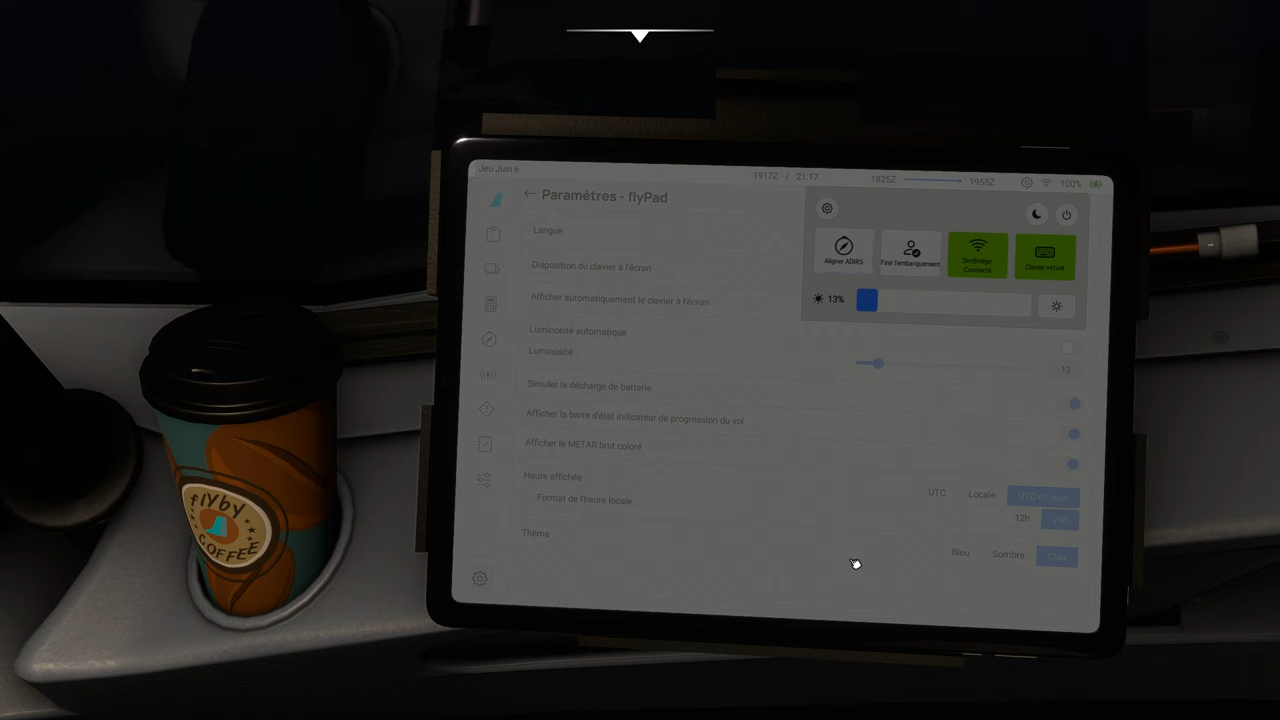 Jeu Juin 6
1917Z / 21:17
1825Z
1955Z
100%
Paramètres - flyPad
Langue
Disposition du clavier à l'écran
Afficher automatiquement le clavier à l'écran
Luminosité automatique
Luminosité
13
Simuler la décharge de batterie
Afficher la barre d'état indicateur de progression du vol
Afficher le METAR brut coloré
Heure affichée
UTC
Locale
UTC et local
Format de l'heure locale
12h
24h
Thème
Bleu
Sombre
Clair
Aligner ADIRS
Finir l'embarquement
SimBridge
Connecté
Clavier virtuel
13%
flyby
COFFEE